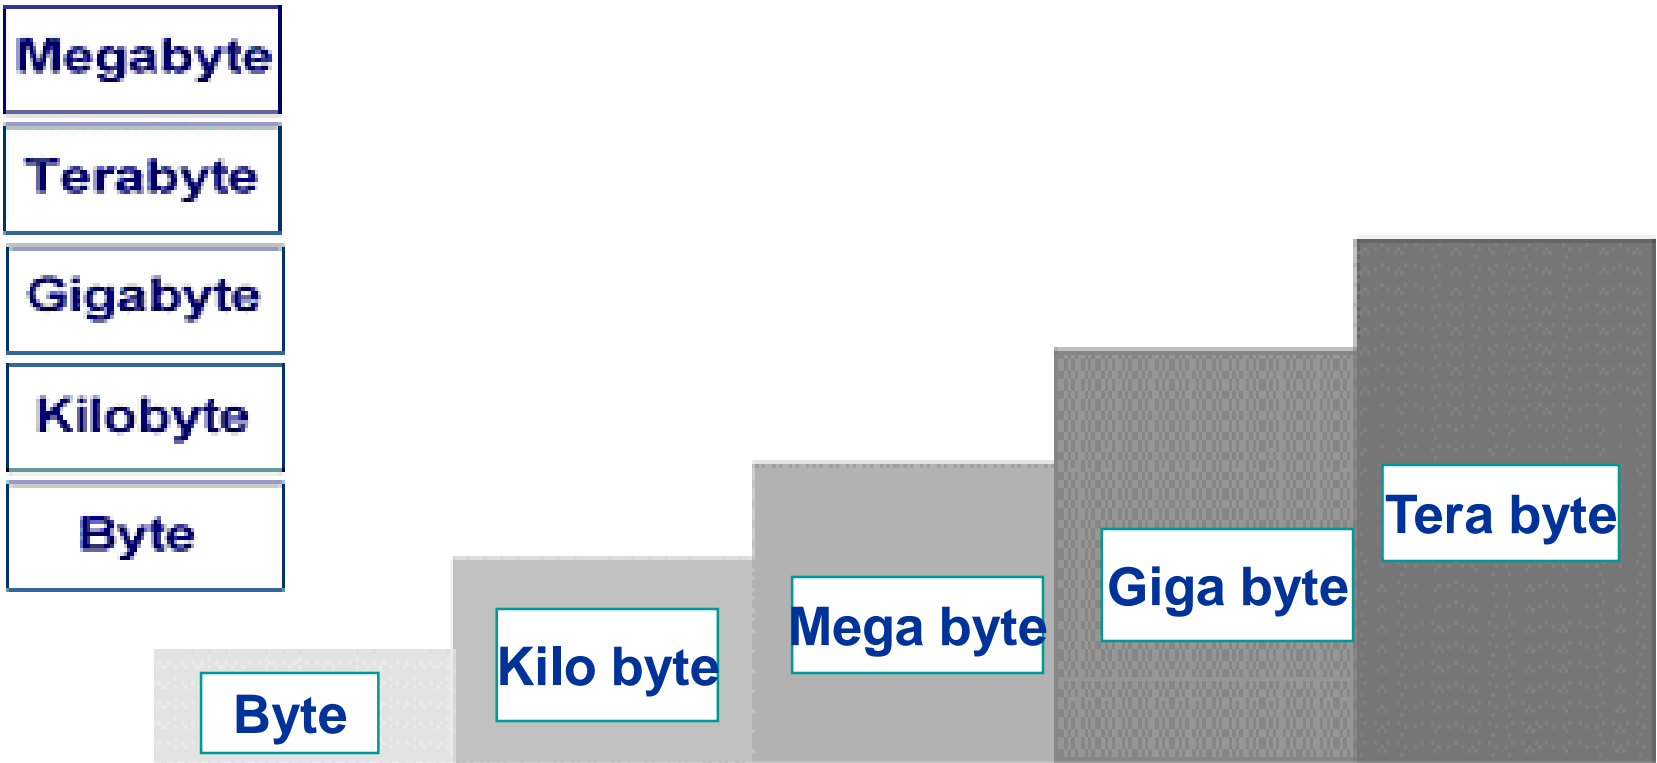 Megabyte
Terabyte
Gigabyte
Kilobyte
Byte
Byte
Kilo byte
Mega byte
Giga byte
Tera byte